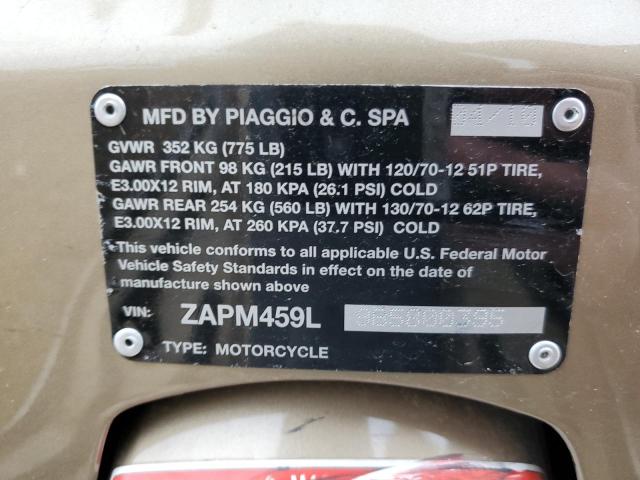 MFD BY PIAGGIO & C. SPA 04/10
GVWR 352 KG (775 LB)
GAWR FRONT 98 KG (215 LB) WITH 120/70-12 51P TIRE,
E3.00X12 RIM, AT 180 KPA (26.1 PSI) COLD
GAWR REAR 254 KG (560 LB) WITH 130/70-12 62P TIRE,
E3.00X12 RIM, AT 260 KPA (37.7 PSI) COLD
This vehicle conforms to all applicable U.S. Federal Motor
Vehicle Safety Standards in effect on the date of
manufacture shown above
VIN: ZAPM459L
TYPE: MOTORCYCLE